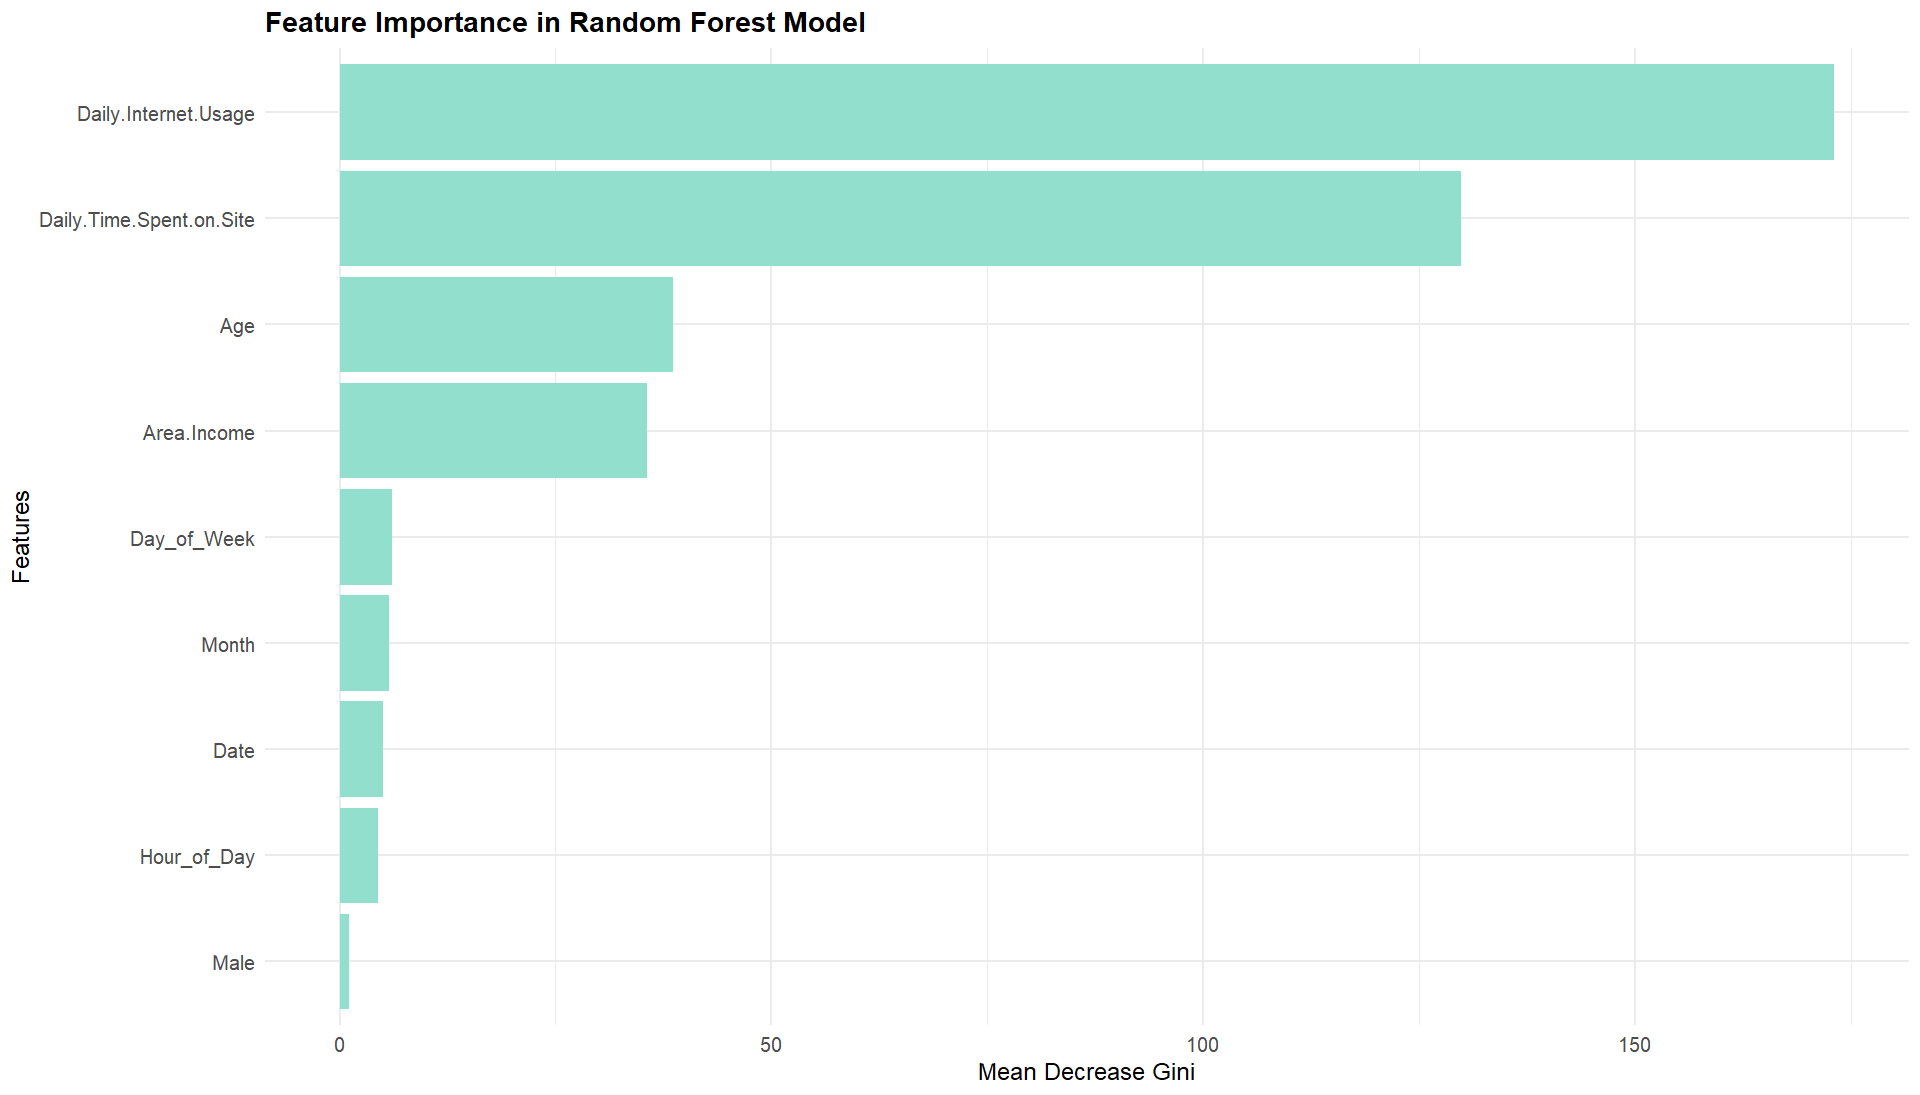 Feature Importance in Random Forest Model
Features
Daily.Internet.Usage
Daily.Time.Spent.on.Site
Age
Area.Income
Day_of_Week
Month
Date
Hour_of_Day
Male
0 50 100 150
Mean Decrease Gini